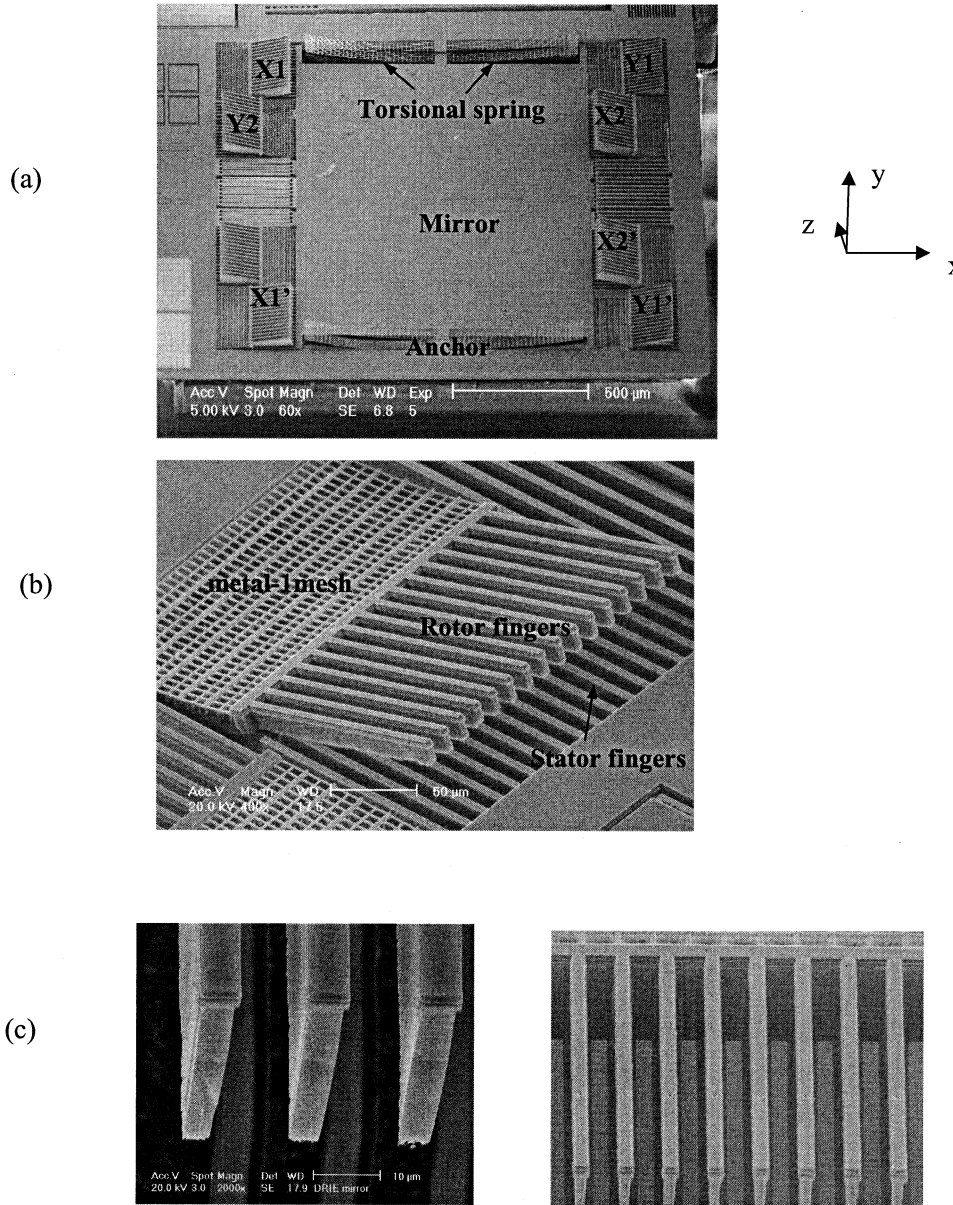 (a)
X1
Y1
Torsional spring
Y2
X2
Mirror
X2'
X1'
Y1'
Anchor
Acc V Spot Magn Det WD Exp 500 µm
5.00 kV 3.0 60x SE 6.8 5
y
z
x
(b)
metal-1mesh
Rotor fingers
Stator fingers
Acc.V Magn WD 50 µm
20.0 kV 400x 17.6
(c)
Acc.V Spot Magn Det WD 10 µm
20.0 kV 3.0 2000x SE 17.9 DRIE mirror